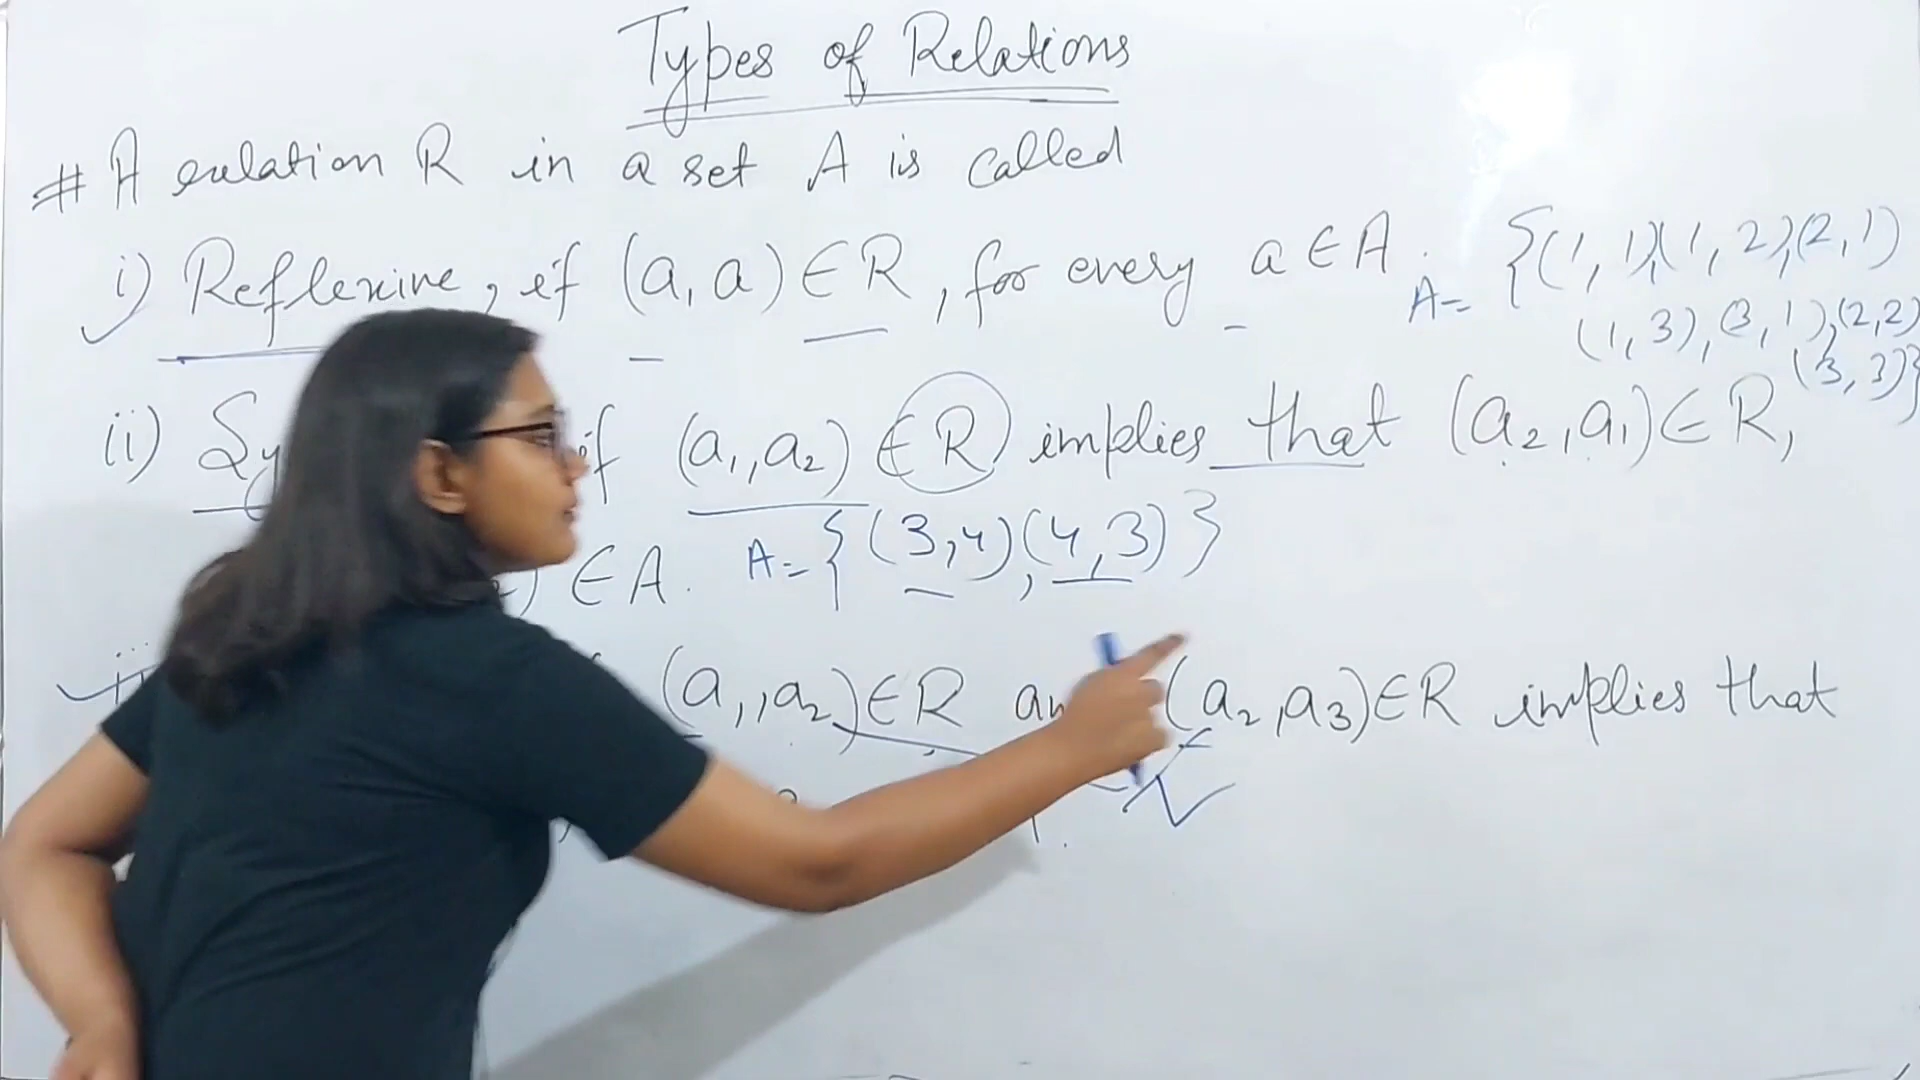 Types of Relations
# A relation R in a set A is called
i) Reflexive, if (a, a) ∈ R, for every a ∈ A.
A = {(1, 1), (1, 2), (2, 1)
(1, 3), (3, 1), (2, 2)
(3, 3)}
ii) Sy if (a₁, a₂) ∈ R implies that (a₂, a₁) ∈ R,
∈ A. A = {(3, 4), (4, 3)}
(a₁, a₂) ∈ R an (a₂, a₃) ∈ R implies that